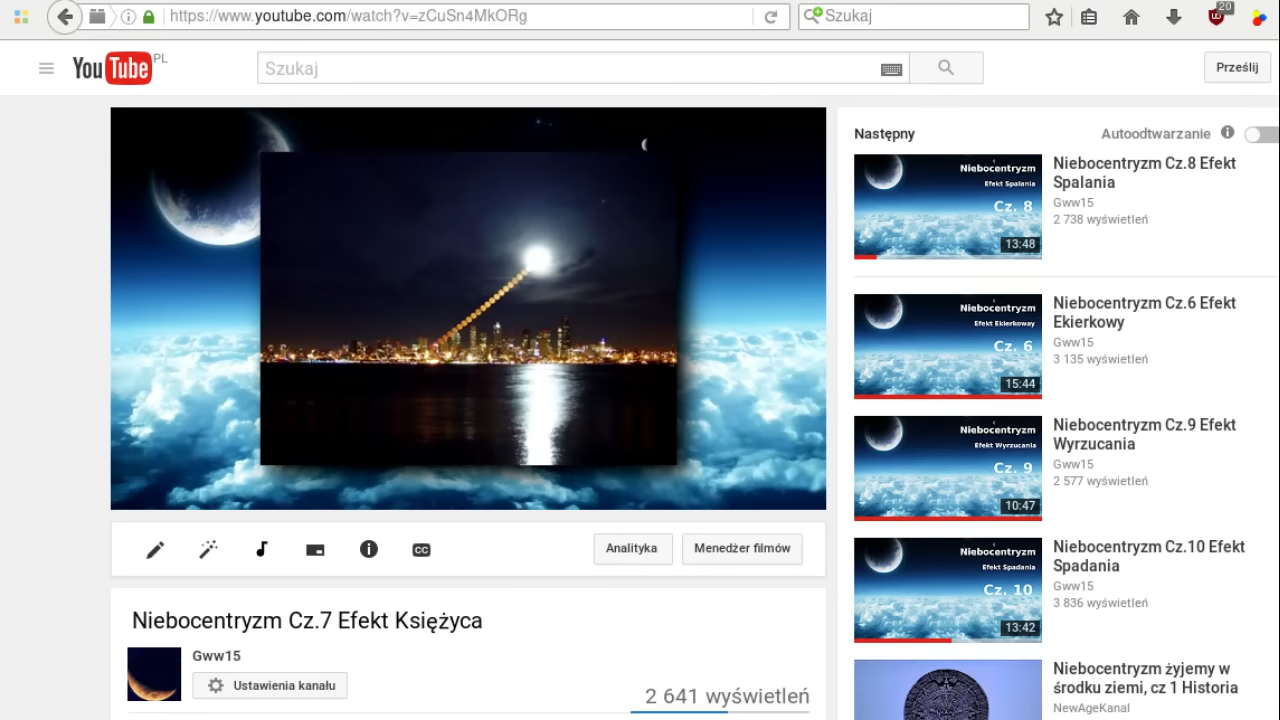 https://www.youtube.com/watch?v=zCuSn4MkORg
Szukaj
20
YouTube PL
Szukaj
Prześlij
Następny
Autoodtwarzanie
Niebocentryzm
Efekt Spalania
Cz. 8
13:48
Niebocentryzm Cz.8 Efekt
Spalania
Gww15
2 738 wyświetleń
Niebocentryzm
Efekt Ekierkoway
Cz. 6
15:44
Niebocentryzm Cz.6 Efekt
Ekierkowy
Gww15
3 135 wyświetleń
Niebocentryzm
Efekt Wyrzucania
Cz. 9
10:47
Niebocentryzm Cz.9 Efekt
Wyrzucania
Gww15
2 577 wyświetleń
Niebocentryzm
Efekt Spadania
Cz. 10
13:42
Niebocentryzm Cz.10 Efekt
Spadania
Gww15
3 836 wyświetleń
Niebocentryzm żyjemy w
środku ziemi, cz 1 Historia
NewAgeKanal
CC
Analityka
Menedżer filmów
Niebocentryzm Cz.7 Efekt Księżyca
Gww15
Ustawienia kanału
2 641 wyświetleń